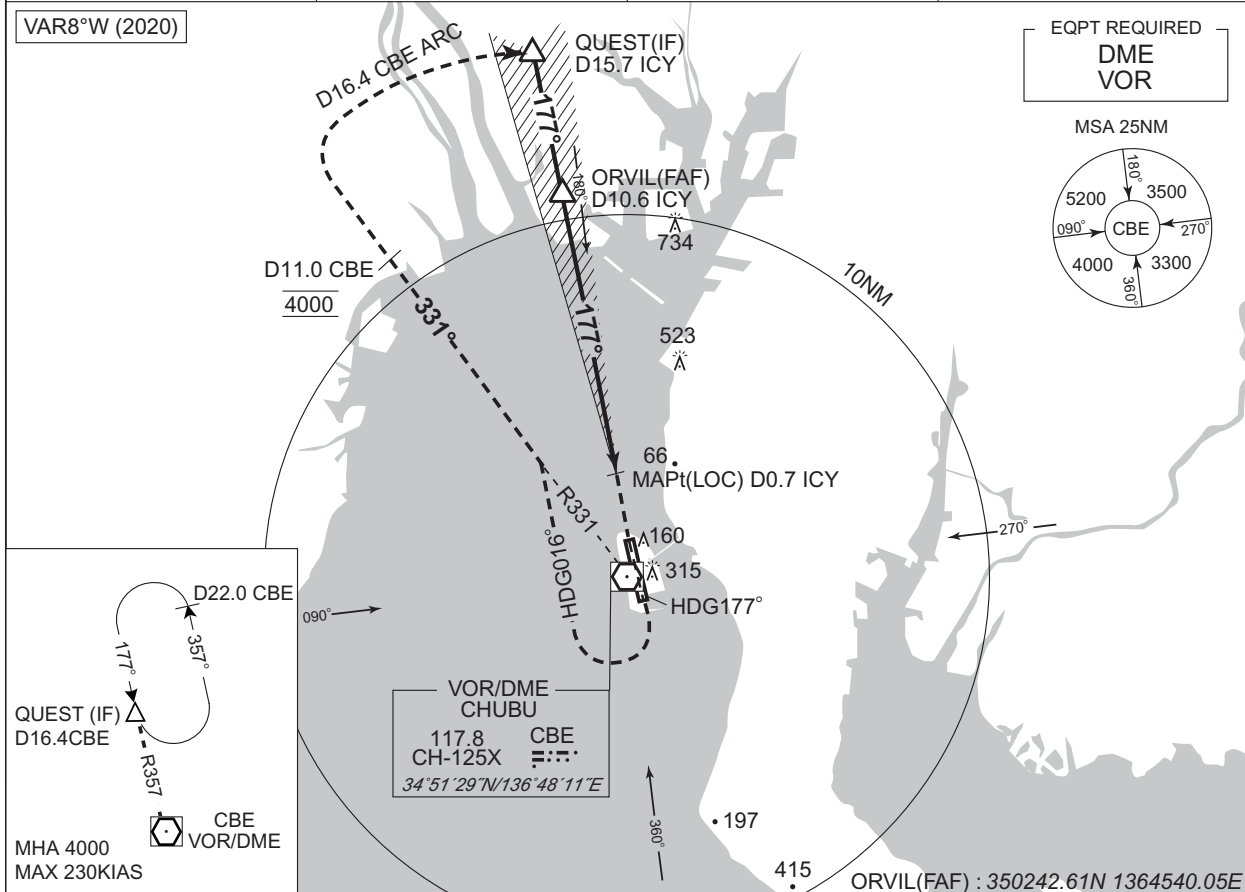 VAR8°W (2020)
D16.4 CBE ARC
QUEST(IF)
D15.7 ICY
EQPT REQUIRED
DME
VOR
MSA 25NM
180°
5200
3500
090°
CBE
270°
4000
3300
360°
177°
ORVIL(FAF)
D10.6 ICY
180°
734
D11.0 CBE
4000
331°
10NM
177°
523
66
MAPt(LOC) D0.7 ICY
R331
160
270°
315
HDG016°
HDG177°
090°
D22.0 CBE
177°
357°
QUEST (IF)
D16.4CBE
R357
CBE
VOR/DME
MHA 4000
MAX 230KIAS
VOR/DME
CHUBU
117.8 CBE
CH-125X
34°51′29″N/136°48′11″E
360°
197
415
ORVIL(FAF) : 350242.61N 1364540.05E